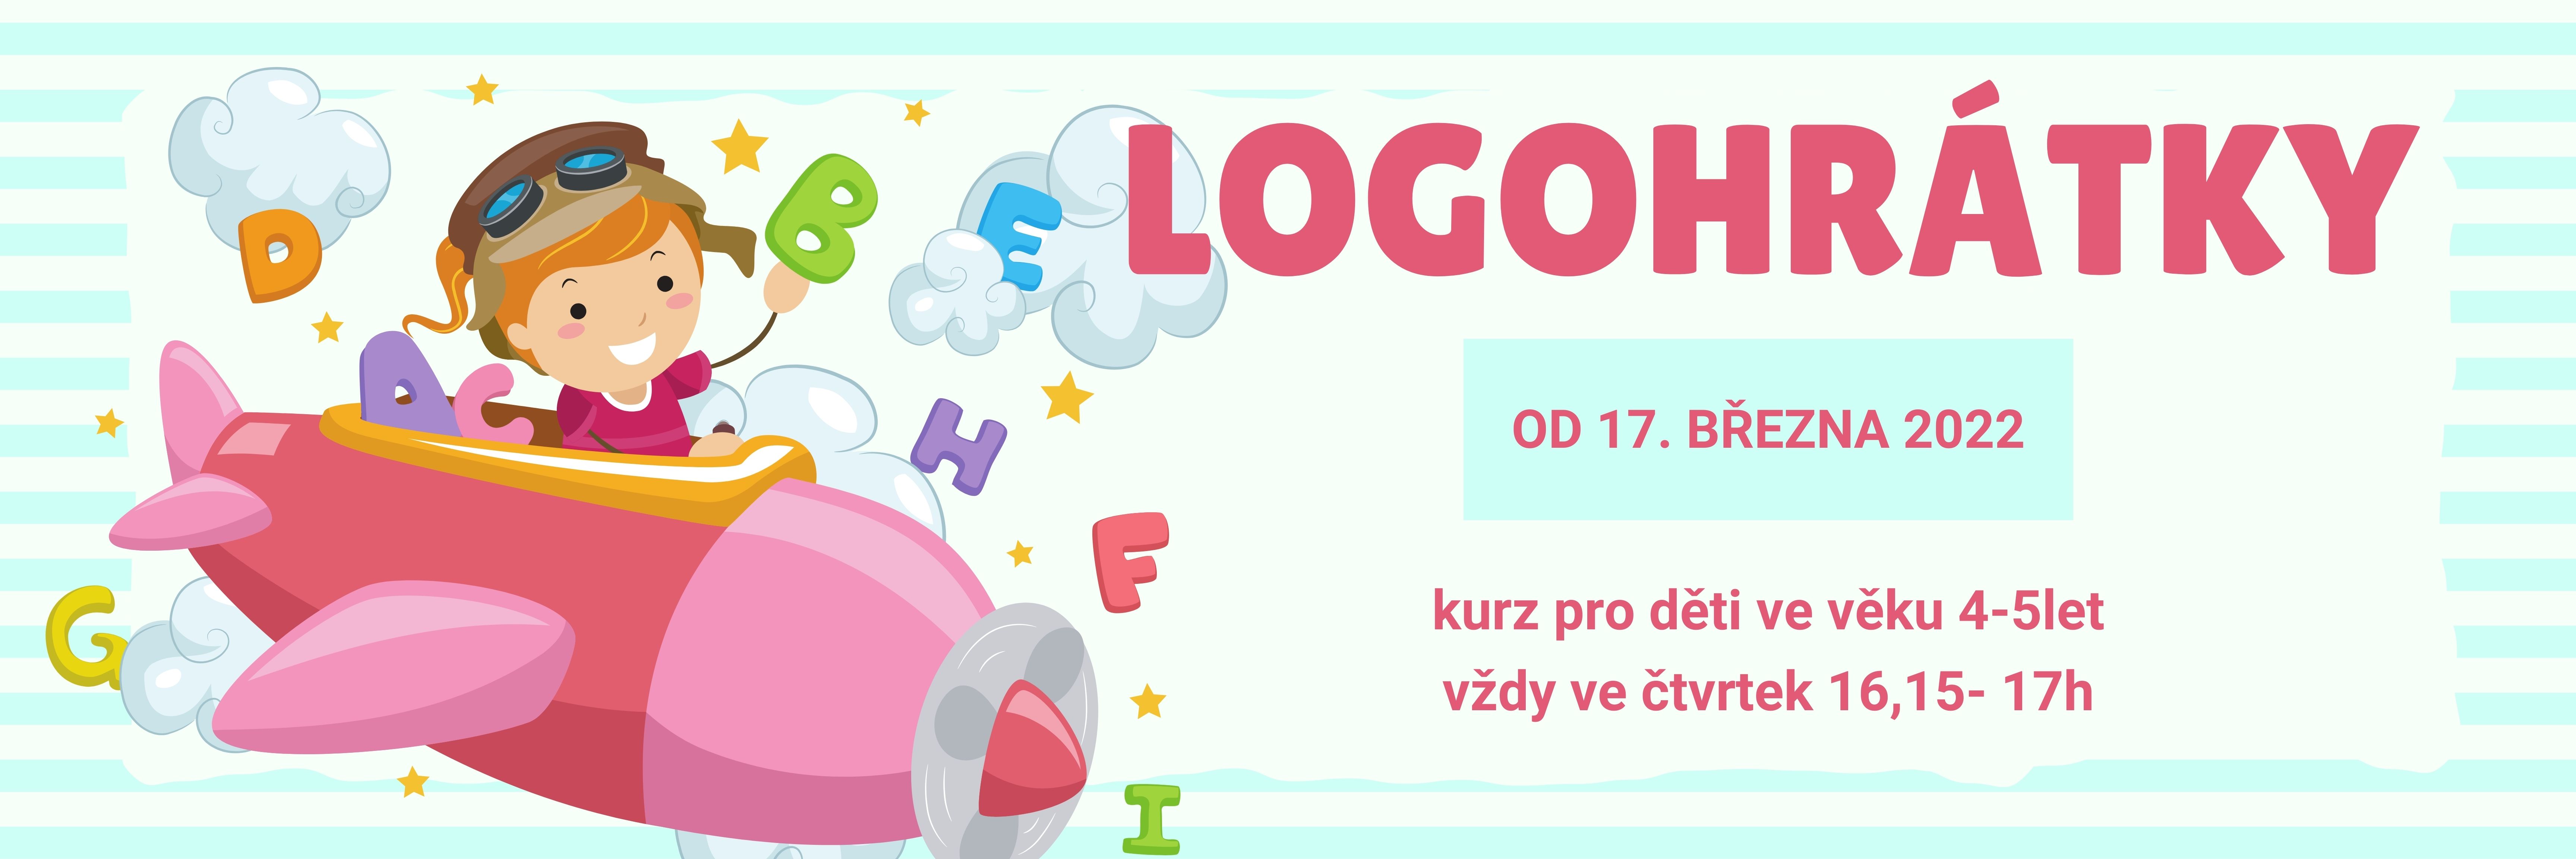 LOGOHRÁTKY
OD 17. BŘEZNA 2022
kurz pro děti ve věku 4-5let
vždy ve čtvrtek 16,15- 17h
D
B
E
A
C
H
F
G
I